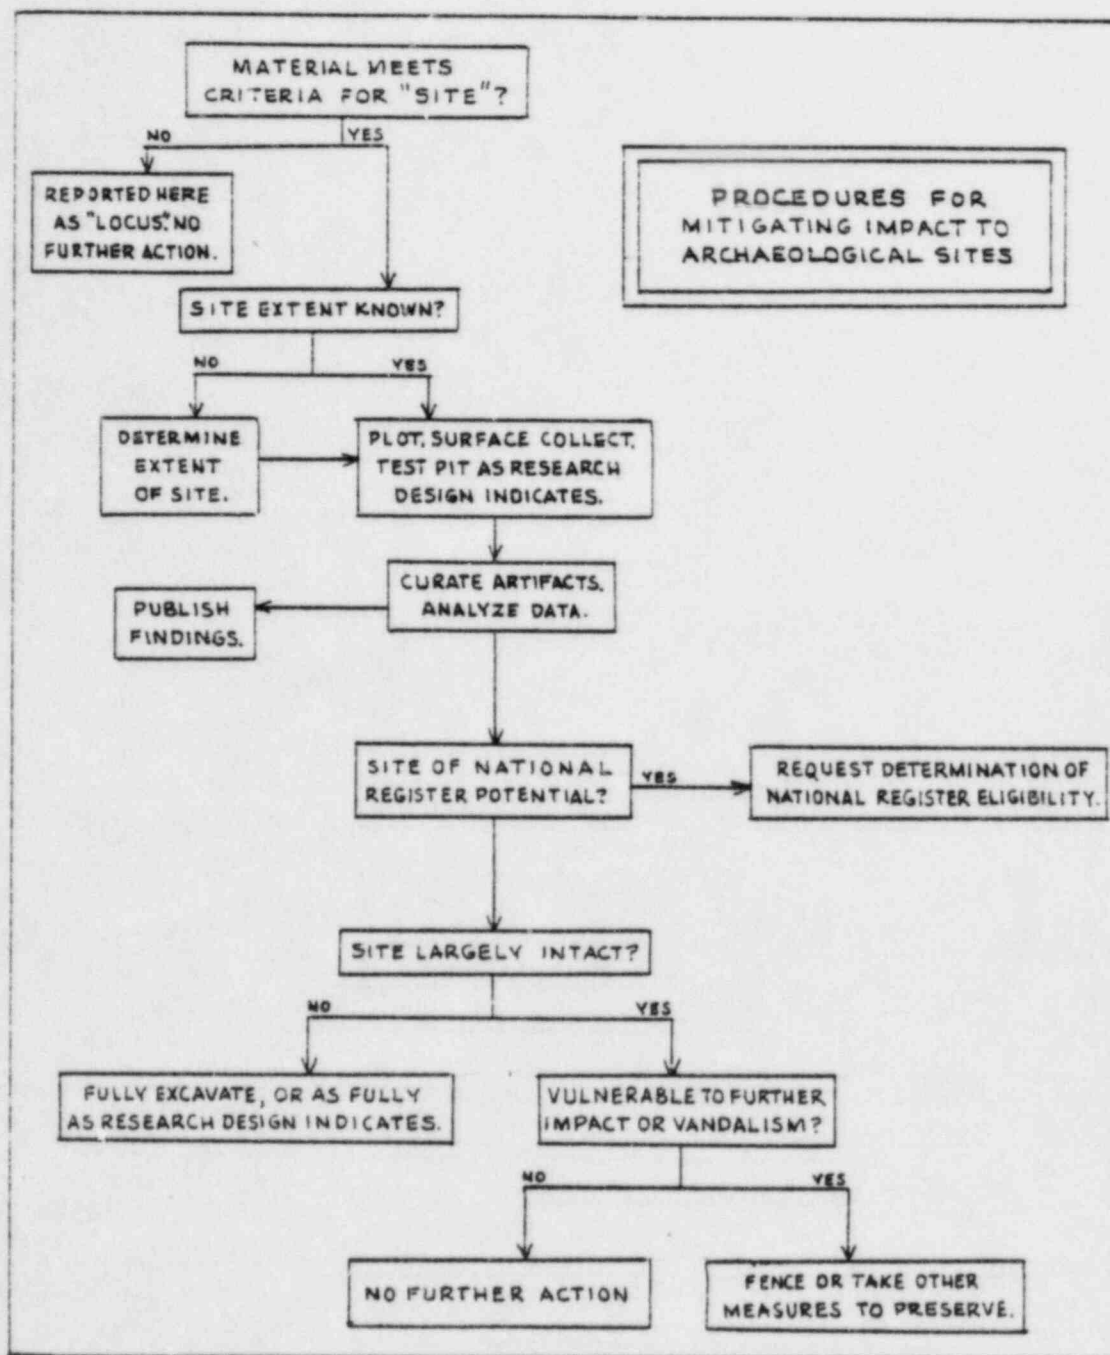 MATERIAL MEETS
CRITERIA FOR "SITE"?
NO
YES
REPORTED HERE
AS "LOCUS". NO
FURTHER ACTION.
PROCEDURES FOR
MITIGATING IMPACT TO
ARCHAEOLOGICAL SITES
SITE EXTENT KNOWN?
NO
YES
DETERMINE
EXTENT
OF SITE.
PLOT, SURFACE COLLECT,
TEST PIT AS RESEARCH
DESIGN INDICATES.
CURATE ARTIFACTS.
ANALYZE DATA.
PUBLISH
FINDINGS.
SITE OF NATIONAL
REGISTER POTENTIAL?
YES
REQUEST DETERMINATION OF
NATIONAL REGISTER ELIGIBILITY.
SITE LARGELY INTACT?
NO
YES
FULLY EXCAVATE, OR AS FULLY
AS RESEARCH DESIGN INDICATES.
VULNERABLE TO FURTHER
IMPACT OR VANDALISM?
NO
YES
NO FURTHER ACTION
FENCE OR TAKE OTHER
MEASURES TO PRESERVE.